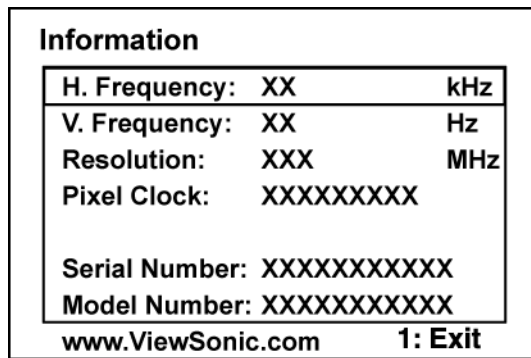 Information
H. Frequency: XX kHz
V. Frequency: XX Hz
Resolution: XXX MHz
Pixel Clock: XXXXXXXXX
Serial Number: XXXXXXXXXXX
Model Number: XXXXXXXXXXX
www.ViewSonic.com 1: Exit